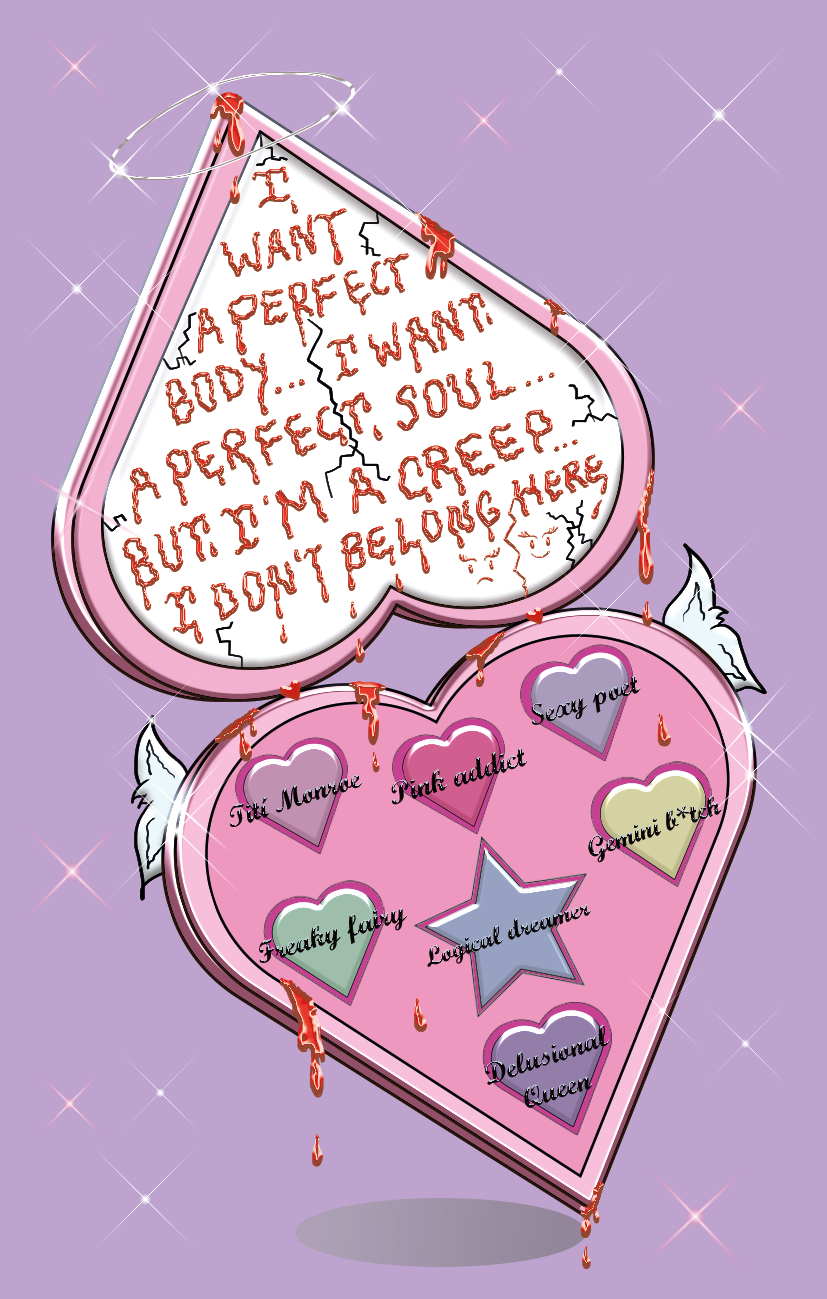 I
WANT
A PERFECT
BODY... I WANT
A PERFECT SOUL...
BUT I'M A CREEP...
I DON'T BELONG HERE
Sexy poet
Titi Monroe
Pink addict
Gemini b*tch
Freaky fairy
Logical dreamer
Delusional
Queen